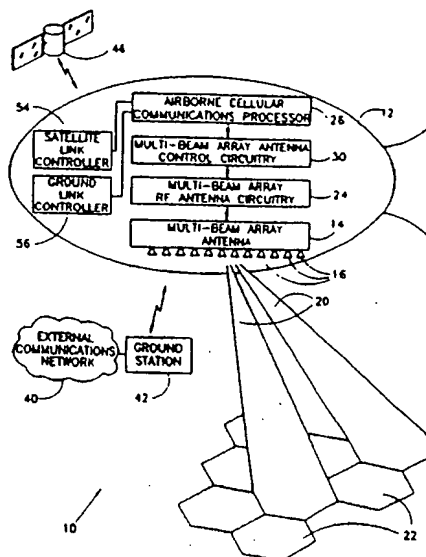 44
54
AIRBORNE CELLULAR
COMMUNICATIONS PROCESSOR
12
26
SATELLITE
LINK
CONTROLLER
MULTI-BEAM ARRAY ANTENNA
CONTROL CIRCUITRY
30
GROUND
LINK
CONTROLLER
MULTI-BEAM ARRAY
RF ANTENNA CIRCUITRY
24
56
MULTI-BEAM ARRAY
ANTENNA
14
16
20
EXTERNAL
COMMUNICATIONS
NETWORK
GROUND
STATION
40
42
10
22